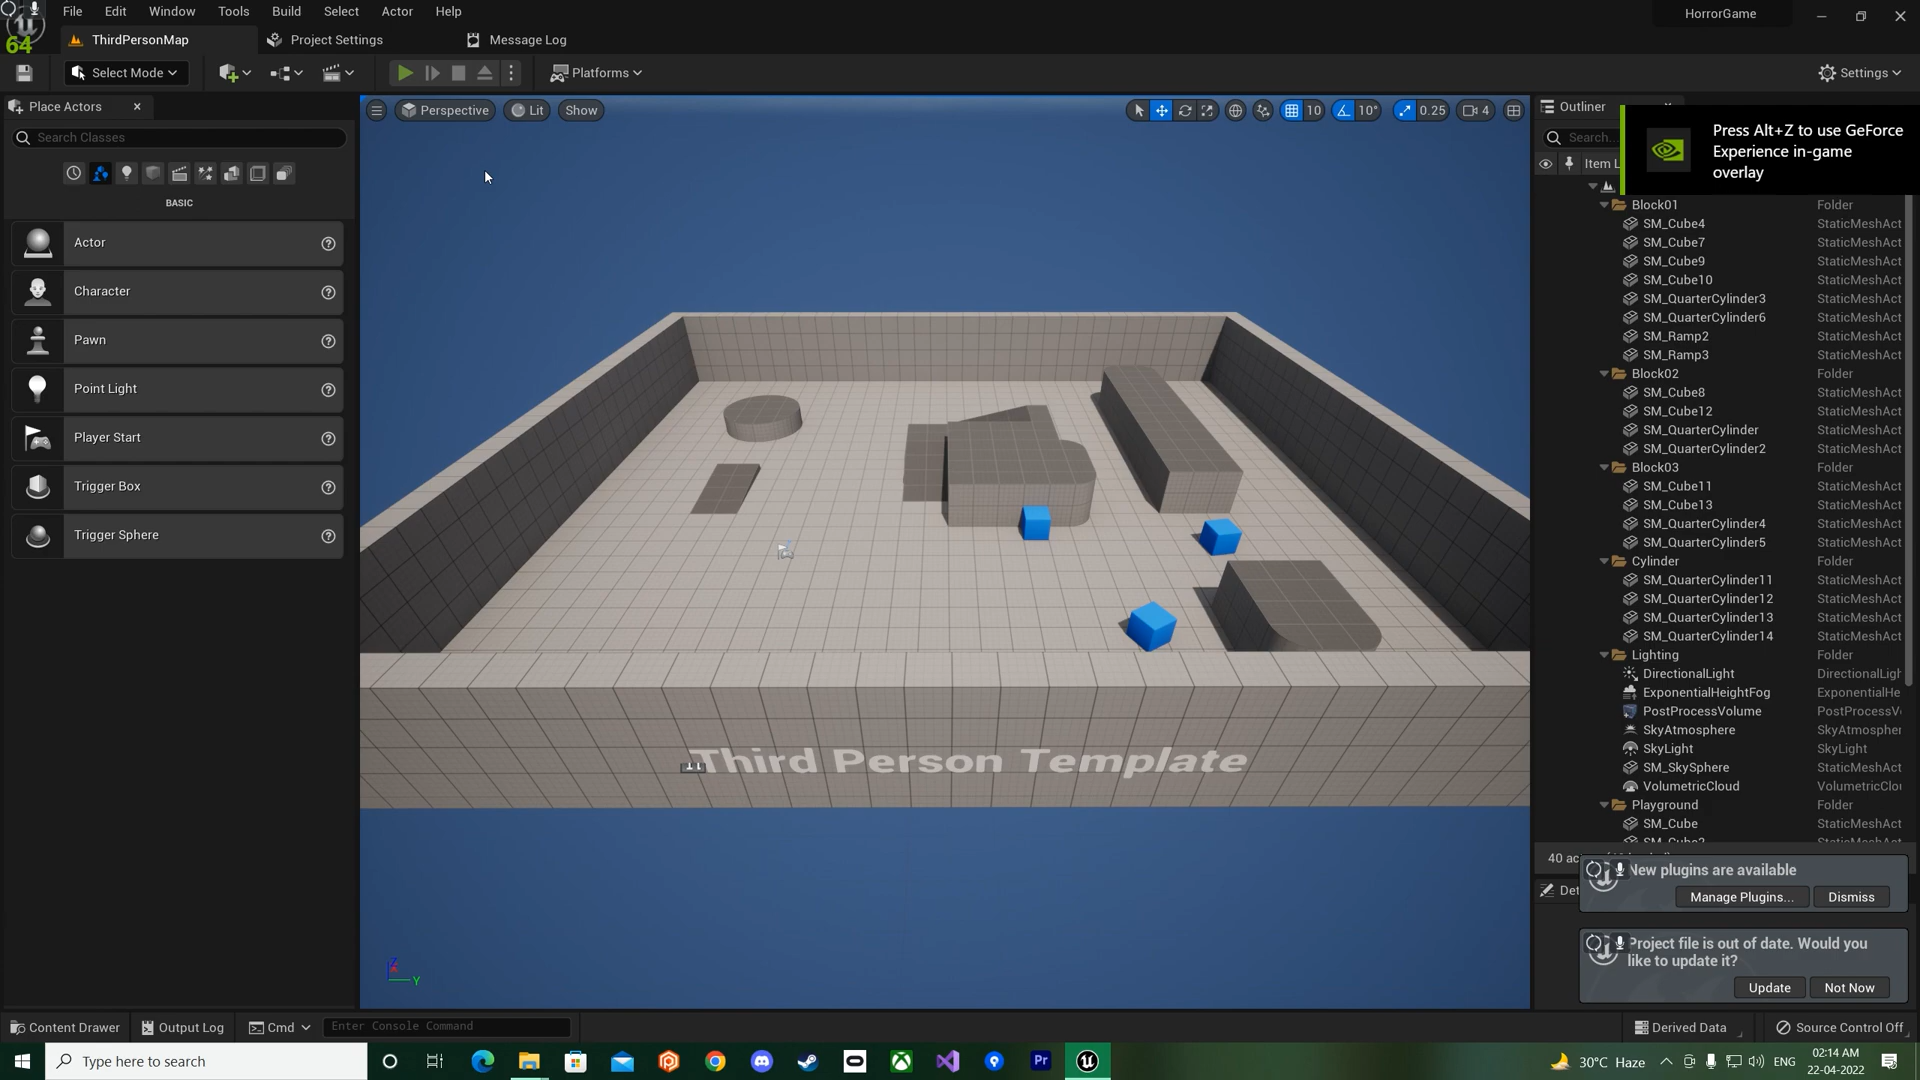 File Edit Window Tools Build Select Actor Help
HorrorGame
64
ThirdPersonMap
Project Settings
Message Log
Select Mode
Platforms
Settings
Place Actors
Search Classes
BASIC
Actor
Character
Pawn
Point Light
Player Start
Trigger Box
Trigger Sphere
Perspective
Lit
Show
10
10°
0.25
4
Third Person Template
Z
Y
Outliner
Search...
Item L
Press Alt+Z to use GeForce
Experience in-game
overlay
Block01 Folder
SM_Cube4 StaticMeshAct
SM_Cube7 StaticMeshAct
SM_Cube9 StaticMeshAct
SM_Cube10 StaticMeshAct
SM_QuarterCylinder3 StaticMeshAct
SM_QuarterCylinder6 StaticMeshAct
SM_Ramp2 StaticMeshAct
SM_Ramp3 StaticMeshAct
Block02 Folder
SM_Cube8 StaticMeshAct
SM_Cube12 StaticMeshAct
SM_QuarterCylinder StaticMeshAct
SM_QuarterCylinder2 StaticMeshAct
Block03 Folder
SM_Cube11 StaticMeshAct
SM_Cube13 StaticMeshAct
SM_QuarterCylinder4 StaticMeshAct
SM_QuarterCylinder5 StaticMeshAct
Cylinder Folder
SM_QuarterCylinder11 StaticMeshAct
SM_QuarterCylinder12 StaticMeshAct
SM_QuarterCylinder13 StaticMeshAct
SM_QuarterCylinder14 StaticMeshAct
Lighting Folder
DirectionalLight DirectionalLigh
ExponentialHeightFog ExponentialHe
PostProcessVolume PostProcessV
SkyAtmosphere SkyAtmospher
SkyLight SkyLight
SM_SkySphere StaticMeshAct
VolumetricCloud VolumetricClo
Playground Folder
SM_Cube StaticMeshAct
SM_Cube2 StaticMeshAct
40 ac
Det
New plugins are available
Manage Plugins... Dismiss
Project file is out of date. Would you
like to update it?
Update Not Now
Content Drawer
Output Log
Cmd
Enter Console Command
Derived Data
Source Control Off
Type here to search
Pr
30°C Haze
ENG
02:14 AM
22-04-2022